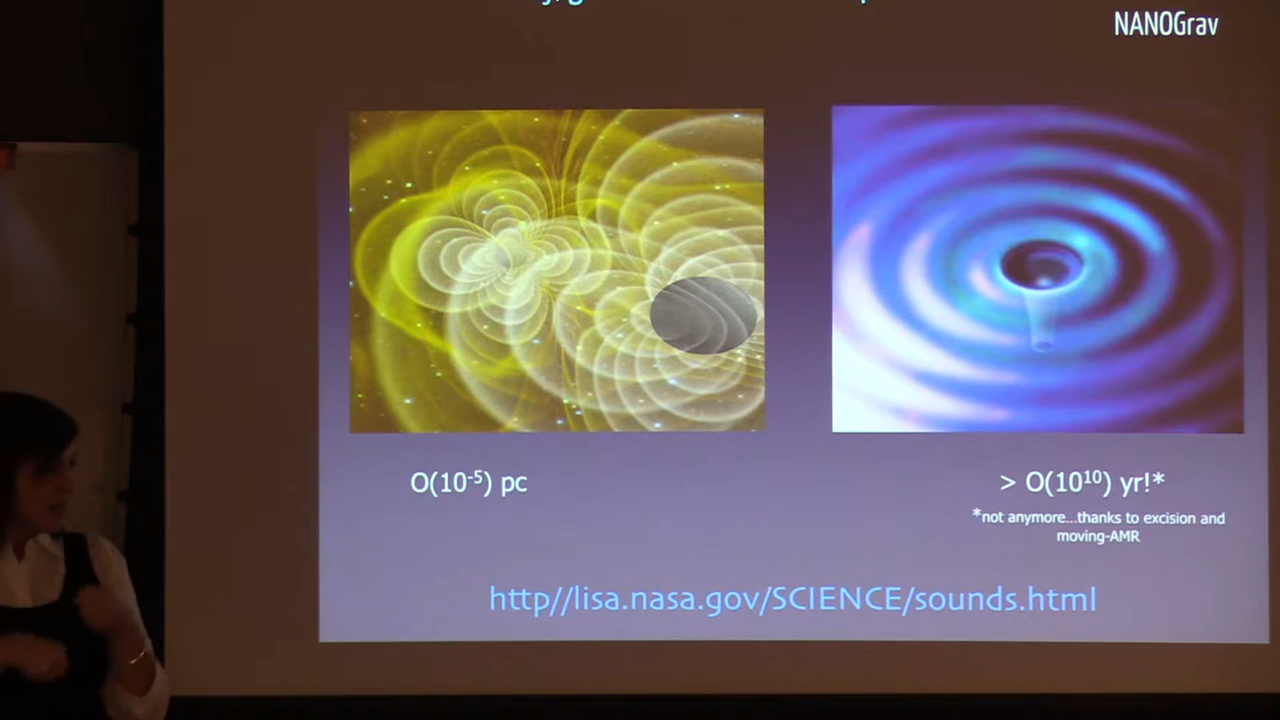 NANOGrav
O(10⁻⁵) pc
> O(10¹⁰) yr!*
*not anymore...thanks to excision and
moving-AMR
http//lisa.nasa.gov/SCIENCE/sounds.html